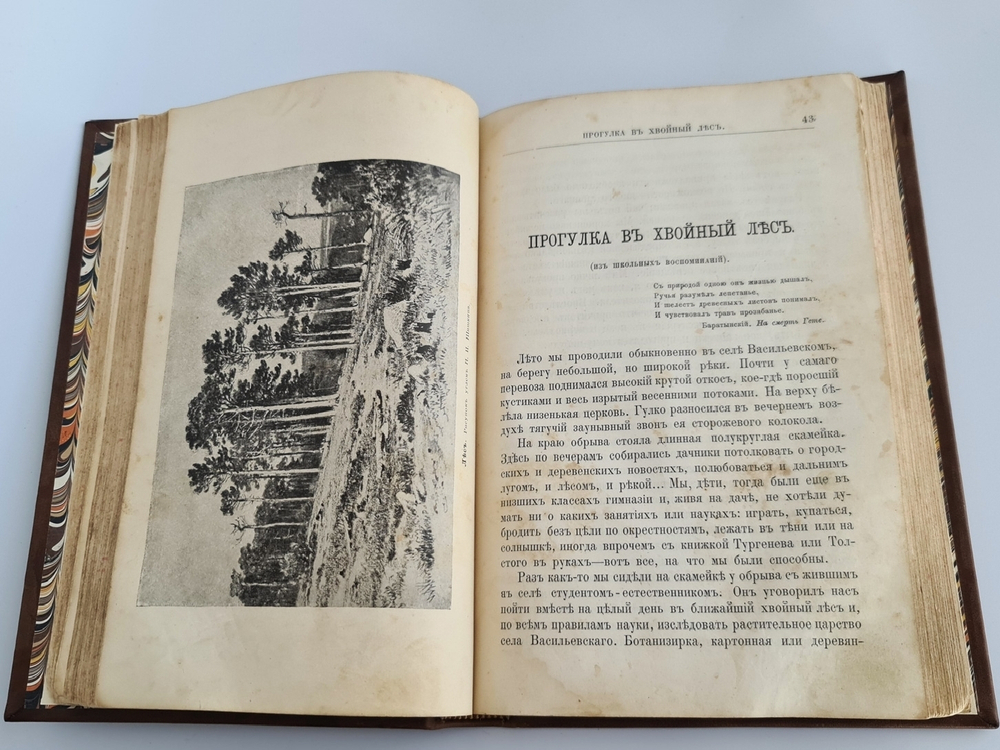 Лѣсъ. Рисунокъ углемъ И. И. Шишкина.
ПРОГУЛКА ВЪ ХВОЙНЫЙ ЛѢСЪ.
43
ПРОГУЛКА ВЪ ХВОЙНЫЙ ЛѢСЪ.
(ИЗЪ ШКОЛЬНЫХЪ ВОСПОМИНАНІЙ).
Съ природой одною онъ жизнью дышалъ,
Ручья разумѣлъ лепетанье,
И шелестъ древесныхъ листовъ понималъ,
И чувствовалъ травъ прозябанье.
Баратынскій. На смерть Гете.
Лѣто мы проводили обыкновенно въ селѣ Васильевскомъ,
на берегу небольшой, но широкой рѣки. Почти у самаго
перевоза поднимался высокій крутой откосъ, кое-гдѣ поросшій
кустиками и весь изрытый весенними потоками. На верху бѣ-
лѣла низенькая церковь. Гулко разносился въ вечернемъ воз-
духѣ тягучій заунывный звонъ ея сторожевого колокола.
На краю обрыва стояла длинная полукруглая скамейка.
Здѣсь по вечерамъ собирались дачники потолковать о город-
скихъ и деревенскихъ новостяхъ, полюбоваться и дальнимъ
лугомъ, и лѣсомъ, и рѣкой... Мы, дѣти, тогда были еще въ
низшихъ классахъ гимназіи и, живя на дачѣ, не хотѣли ду-
мать ни о какихъ занятіяхъ или наукахъ: играть, купаться,
бродить безъ цѣли по окрестностямъ, лежать въ тѣни или на
солнышкѣ, иногда впрочемъ съ книжкой Тургенева или Тол-
стого въ рукахъ—вотъ все, на что мы были способны.
Разъ какъ-то мы сидѣли на скамейкѣ у обрыва съ жившимъ
въ селѣ студентомъ-естественникомъ. Онъ уговорилъ насъ
пойти вмѣстѣ на цѣлый день въ ближайшій хвойный лѣсъ и,
по всѣмъ правиламъ науки, изслѣдовать растительное царство
села Васильевскаго. Ботанизирка, картонная или деревян-